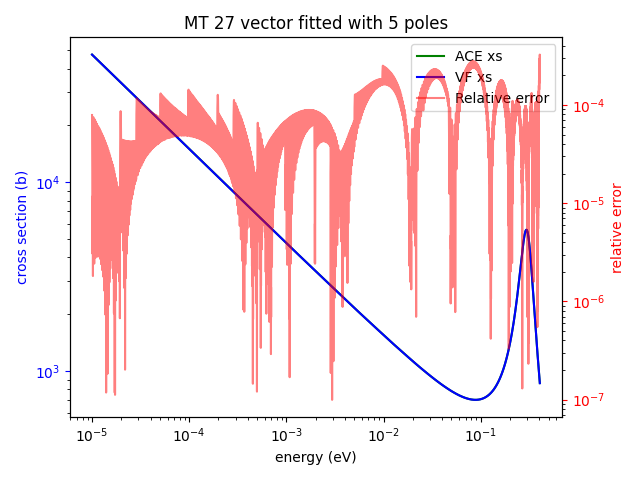 MT 27 vector fitted with 5 poles
ACE xs
VF xs
Relative error
cross section (b)
10^4
10^3
relative error
10^-4
10^-5
10^-6
10^-7
10^-5
10^-4
10^-3
10^-2
10^-1
energy (eV)